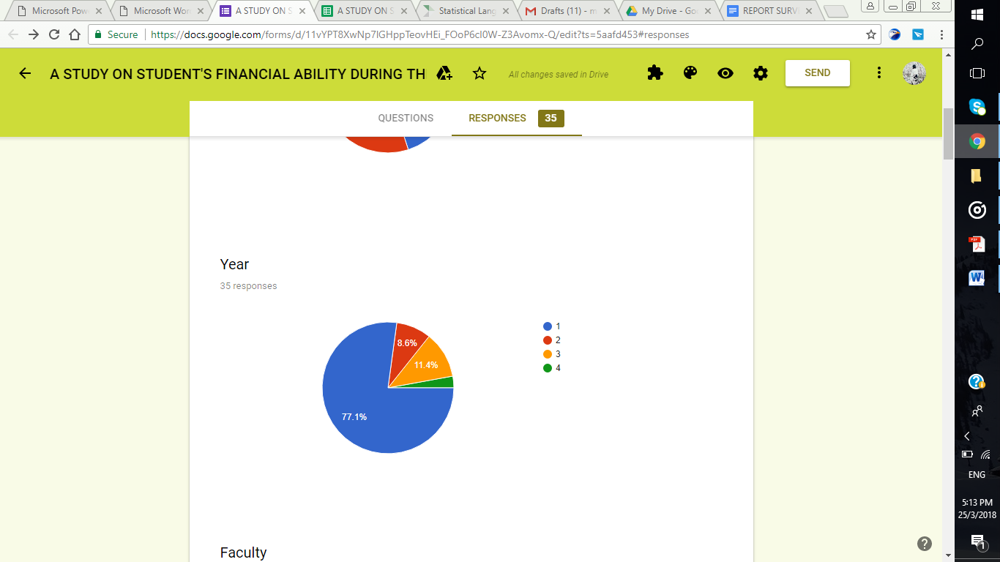 Microsoft Pow
Microsoft Wor
A STUDY ON S
A STUDY ON S
Statistical Lang
Drafts (11) - m
My Drive - Goo
REPORT SURV
Secure
https://docs.google.com/forms/d/11vYPT8XwNp7lGHppTeovHEi_FOoP6cl0W-Z3Avomx-Q/edit?ts=5aafd453#responses
A STUDY ON STUDENT'S FINANCIAL ABILITY DURING TH
All changes saved in Drive
SEND
QUESTIONS
RESPONSES 35
Year
35 responses
8.6%
11.4%
77.1%
1
2
3
4
Faculty
PDF
W
ENG
5:13 PM
25/3/2018
1